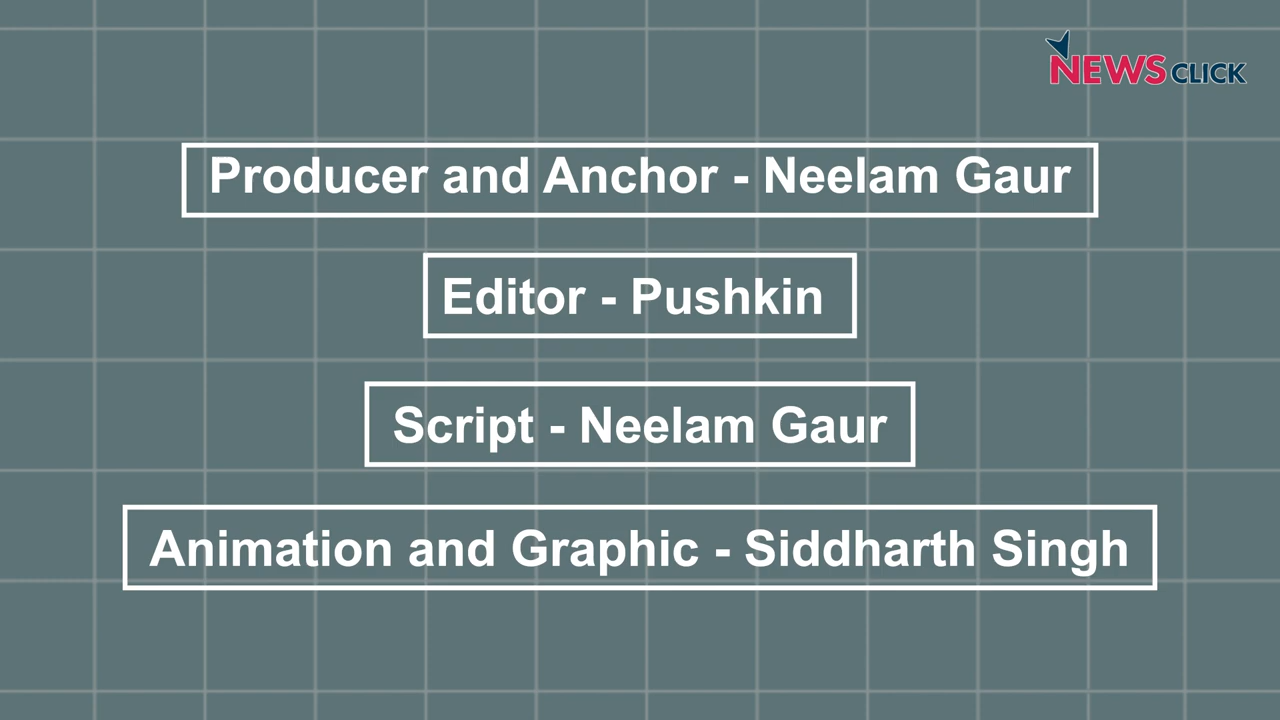 NEWSCLICK
Producer and Anchor - Neelam Gaur
Editor - Pushkin
Script - Neelam Gaur
Animation and Graphic - Siddharth Singh